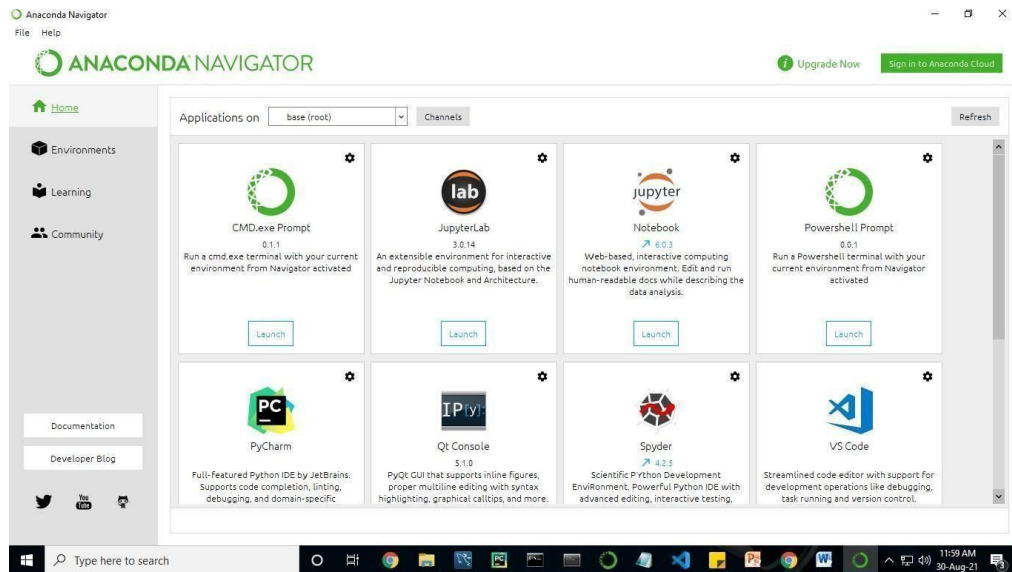 Anaconda Navigator
File Help
ANACONDA NAVIGATOR
Upgrade Now
Sign in to Anaconda Cloud
Home
Environments
Learning
Community
Documentation
Developer Blog
You
Tube
Applications on base (root) Channels Refresh
CMD.exe Prompt
0.1.1
Run a cmd.exe terminal with your current
environment from Navigator activated
Launch
lab
JupyterLab
3.0.14
An extensible environment for interactive
and reproducible computing, based on the
Jupyter Notebook and Architecture.
Launch
jupyter
Notebook
6.0.3
Web-based, interactive computing
notebook environment. Edit and run
human-readable docs while describing the
data analysis.
Launch
Powershell Prompt
0.0.1
Run a Powershell terminal with your
current environment from Navigator
activated
Launch
PC
PyCharm
Full-featured Python IDE by JetBrains.
Supports code completion, linting,
debugging, and domain-specific
IP[y]:
Qt Console
5.1.0
PyQt GUI that supports inline figures,
proper multiline editing with syntax
highlighting, graphical calltips, and more.
Spyder
4.2.5
Scientific PYthon Development
EnviRonment. Powerful Python IDE with
advanced editing, interactive testing,
VS Code
Streamlined code editor with support for
development operations like debugging,
task running and version control.
Type here to search
11:59 AM
30-Aug-21